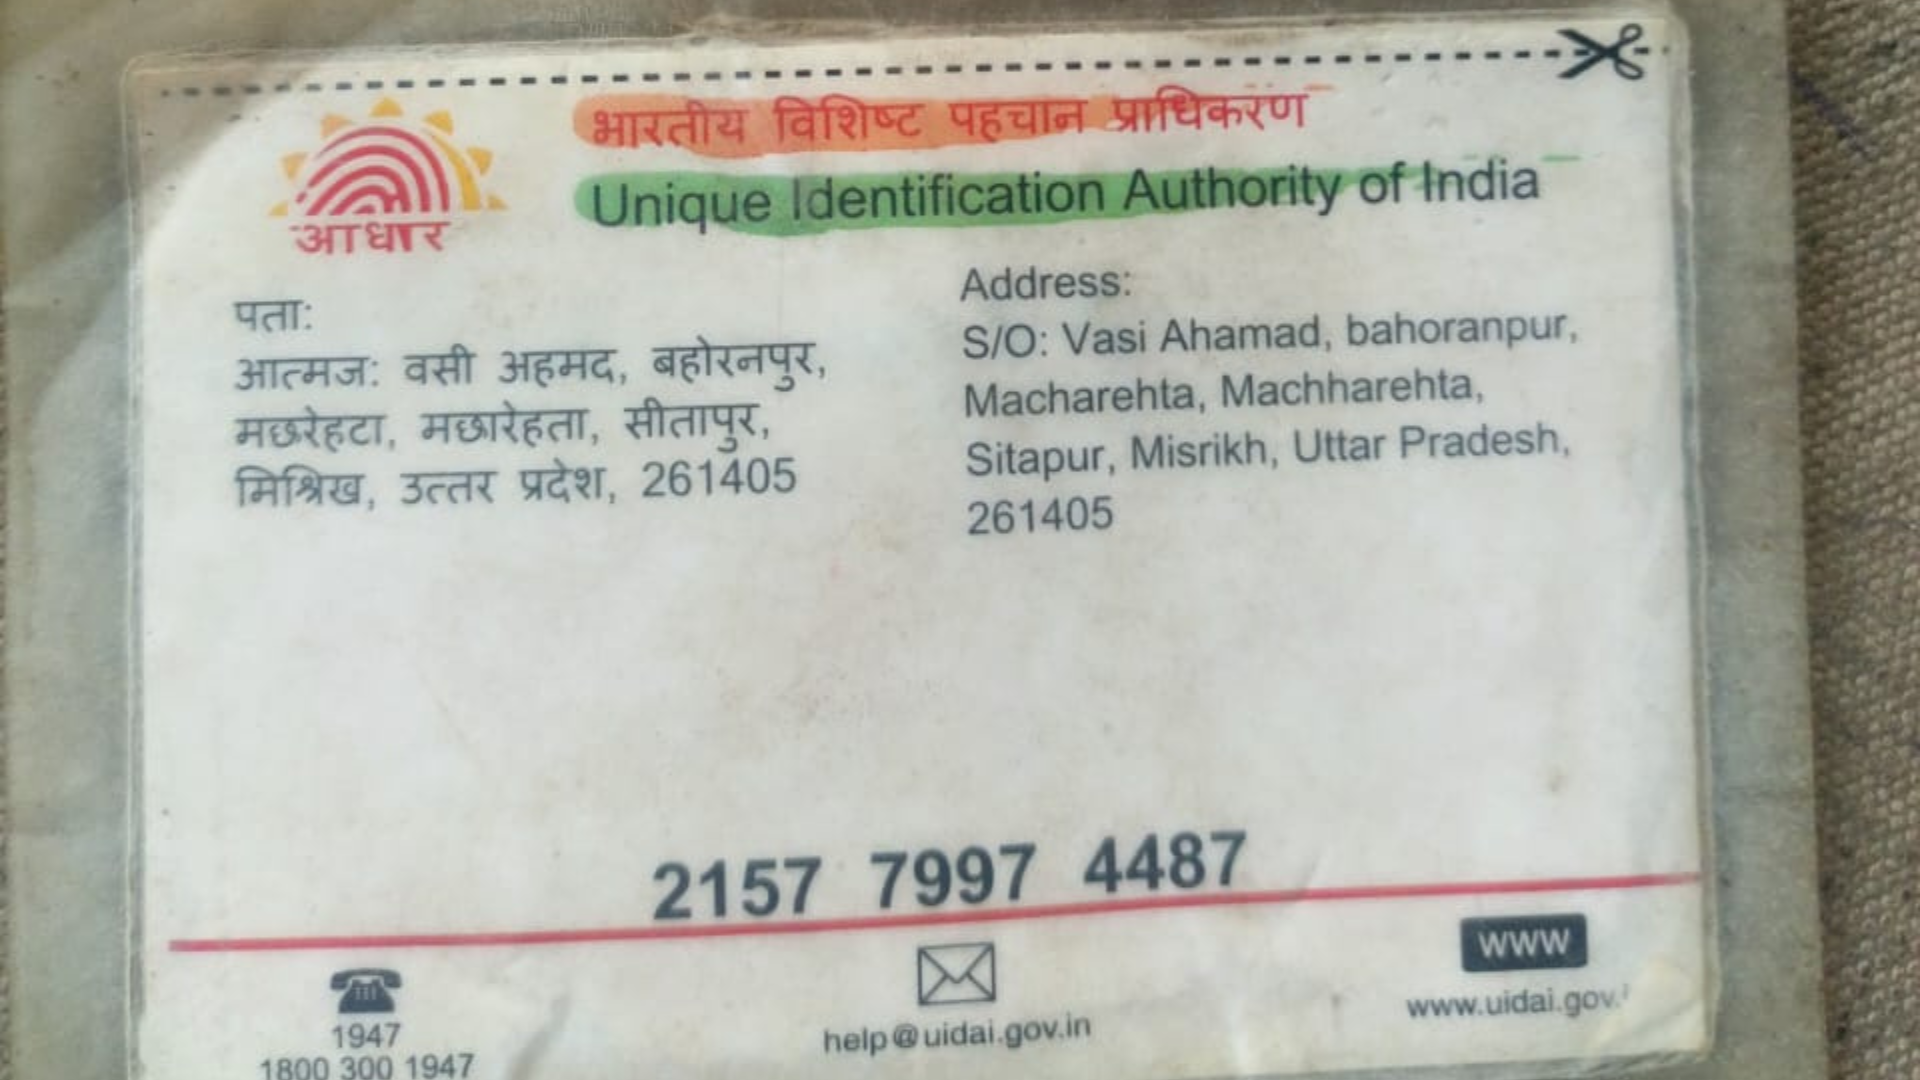 भारतीय विशिष्ट पहचान प्राधिकरण
Unique Identification Authority of India
आधार
पता:
आत्मज: वसी अहमद, बहोरनपुर,
मछरेहटा, मछारेहता, सीतापुर,
मिश्रिख, उत्तर प्रदेश, 261405
Address:
S/O: Vasi Ahamad, bahoranpur,
Macharehta, Machharehta,
Sitapur, Misrikh, Uttar Pradesh,
261405
2157 7997 4487
1947
1800 300 1947
help@uidai.gov.in
www
www.uidai.gov.